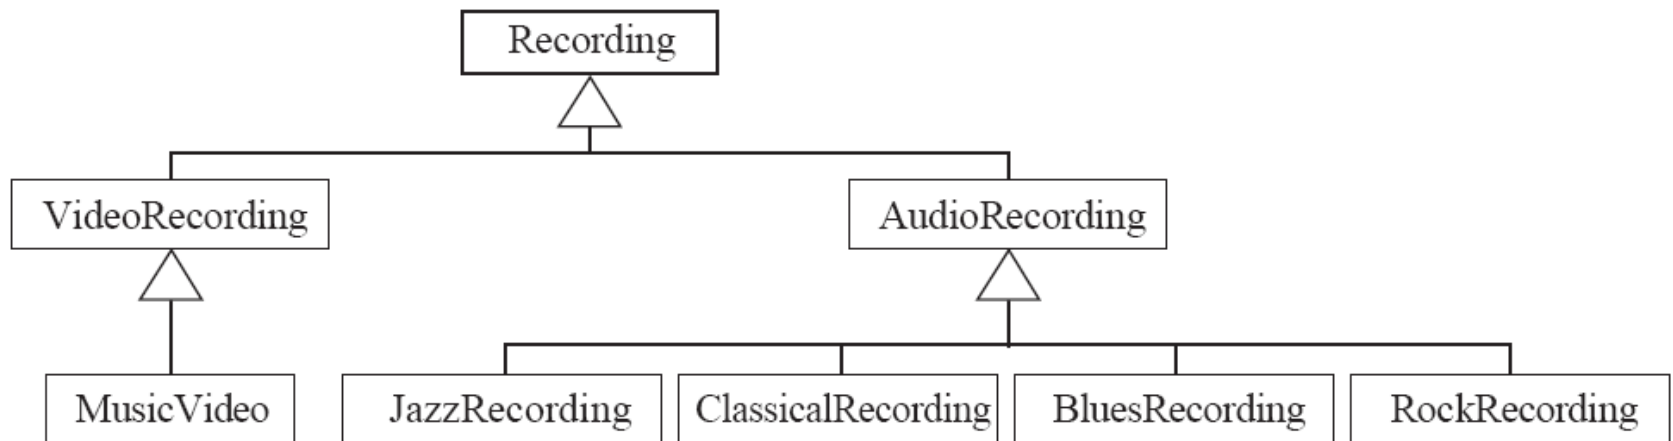 Recording
VideoRecording
AudioRecording
MusicVideo
JazzRecording
ClassicalRecording
BluesRecording
RockRecording